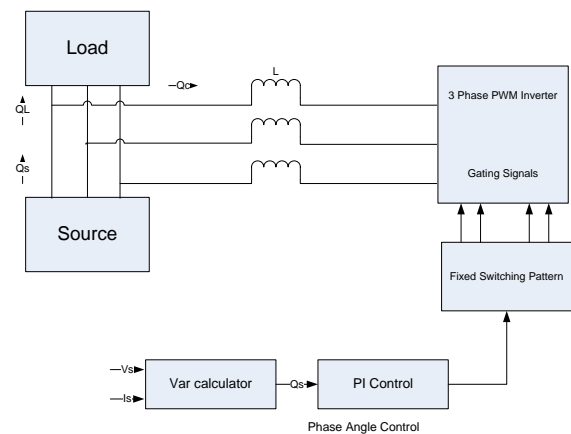 Load
Qc
L
QL
3 Phase PWM Inverter
Qs
Gating Signals
Source
Fixed Switching Pattern
Vs
Var calculator
Qs
PI Control
Is
Phase Angle Control